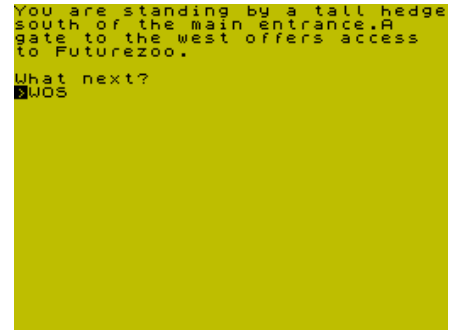 You are standing by a tall hedge
south of the main entrance.A
gate to the west offers access
to Futurezoo.
What next?
>WOS